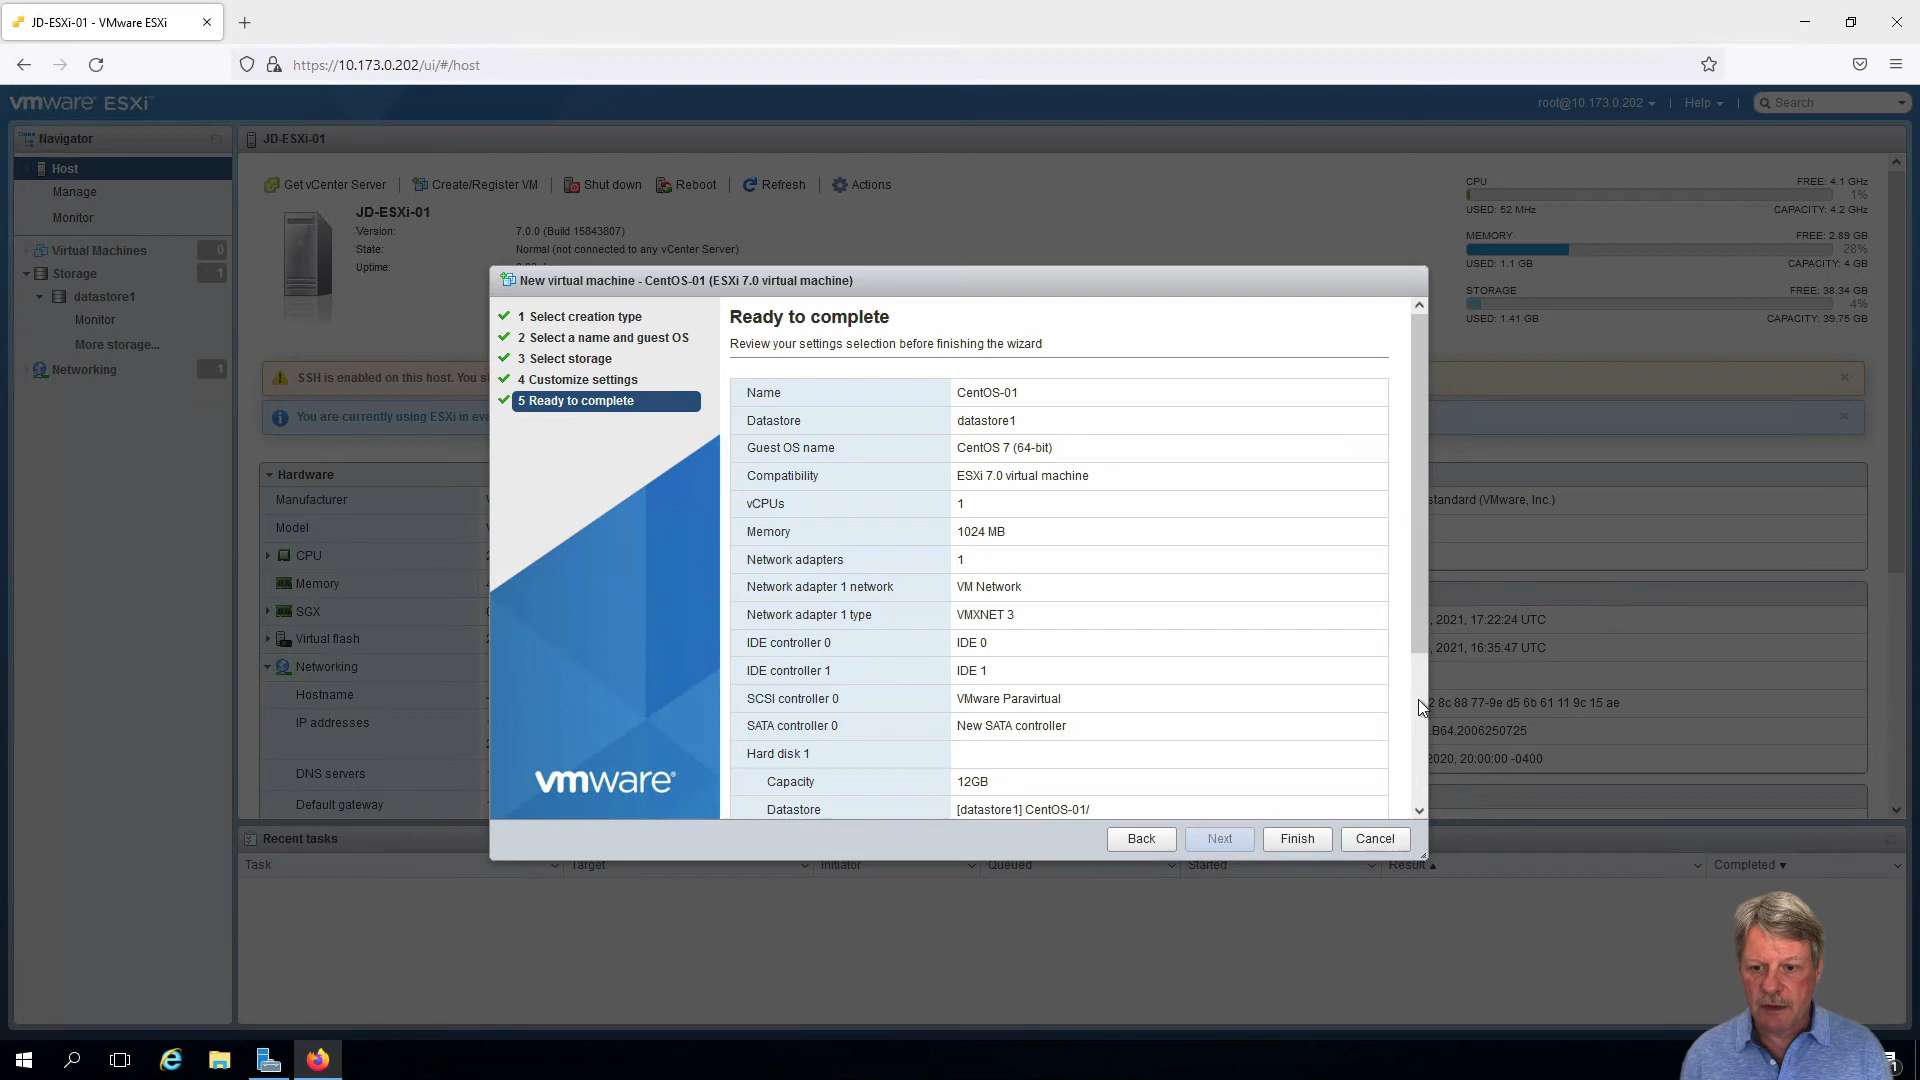 JD-ESXi-01 - VMware ESXi
https://10.173.0.202/ui/#/host
vmware ESXi
root@10.173.0.202
Help
Search
Navigator
Host
Manage
Monitor
Virtual Machines 0
Storage 1
datastore1
Monitor
More storage...
Networking 1
JD-ESXi-01
Get vCenter Server
Create/Register VM
Shut down
Reboot
Refresh
Actions
JD-ESXi-01
Version: 7.0.0 (Build 15843807)
State: Normal (not connected to any vCenter Server)
Uptime:
CPU FREE: 4.1 GHz
1%
USED: 52 MHz CAPACITY: 4.2 GHz
MEMORY FREE: 2.89 GB
28%
USED: 1.1 GB CAPACITY: 4 GB
STORAGE FREE: 38.34 GB
4%
USED: 1.41 GB CAPACITY: 39.75 GB
SSH is enabled on this host. You s
You are currently using ESXi in ev
Hardware
Manufacturer
Model
CPU
Memory
SGX
Virtual flash
Networking
Hostname
IP addresses
DNS servers
Default gateway
standard (VMware, Inc.)
, 2021, 17:22:24 UTC
, 2021, 16:35:47 UTC
2 8c 88 77-9e d5 6b 61 11 9c 15 ae
.B64.2006250725
2020, 20:00:00 -0400
New virtual machine - CentOS-01 (ESXi 7.0 virtual machine)
1 Select creation type
2 Select a name and guest OS
3 Select storage
4 Customize settings
5 Ready to complete
vmware
Ready to complete
Review your settings selection before finishing the wizard
Name CentOS-01
Datastore datastore1
Guest OS name CentOS 7 (64-bit)
Compatibility ESXi 7.0 virtual machine
vCPUs 1
Memory 1024 MB
Network adapters 1
Network adapter 1 network VM Network
Network adapter 1 type VMXNET 3
IDE controller 0 IDE 0
IDE controller 1 IDE 1
SCSI controller 0 VMware Paravirtual
SATA controller 0 New SATA controller
Hard disk 1
Capacity 12GB
Datastore [datastore1] CentOS-01/
Back
Next
Finish
Cancel
Recent tasks
Task
Target
Initiator
Queued
Started
Result
Completed
1